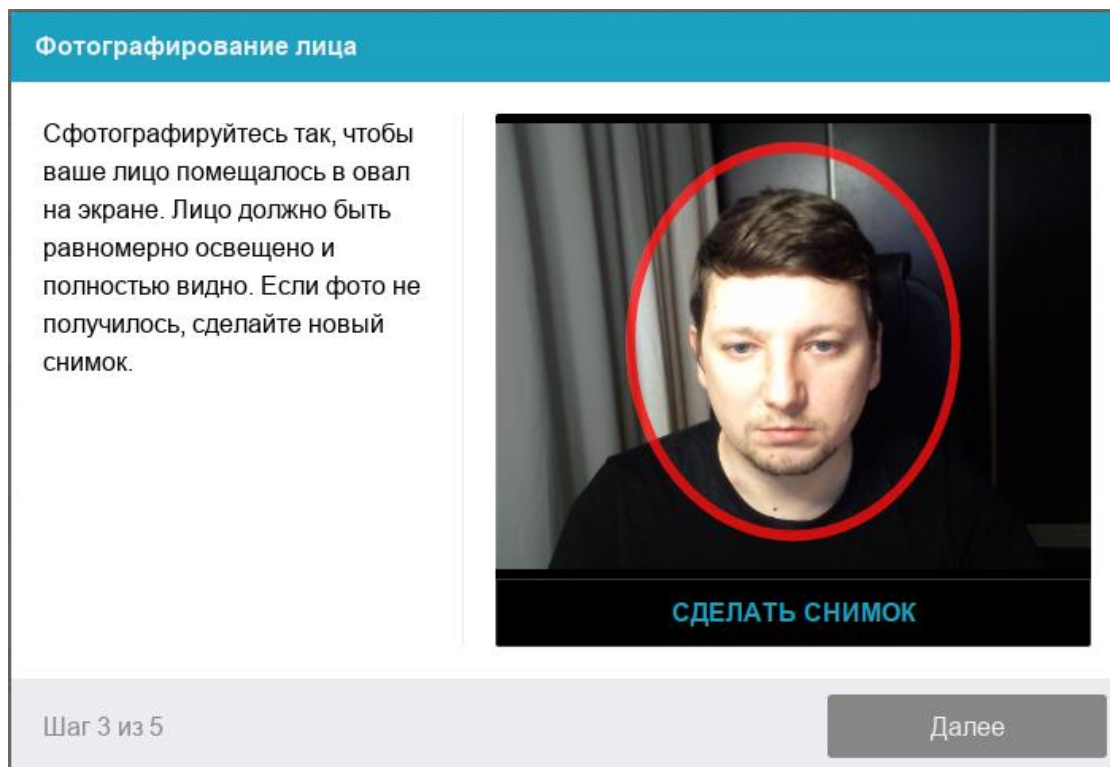 Фотографирование лица
Сфотографируйтесь так, чтобы
ваше лицо помещалось в овал
на экране. Лицо должно быть
равномерно освещено и
полностью видно. Если фото не
получилось, сделайте новый
снимок.
СДЕЛАТЬ СНИМОК
Шаг 3 из 5
Далее